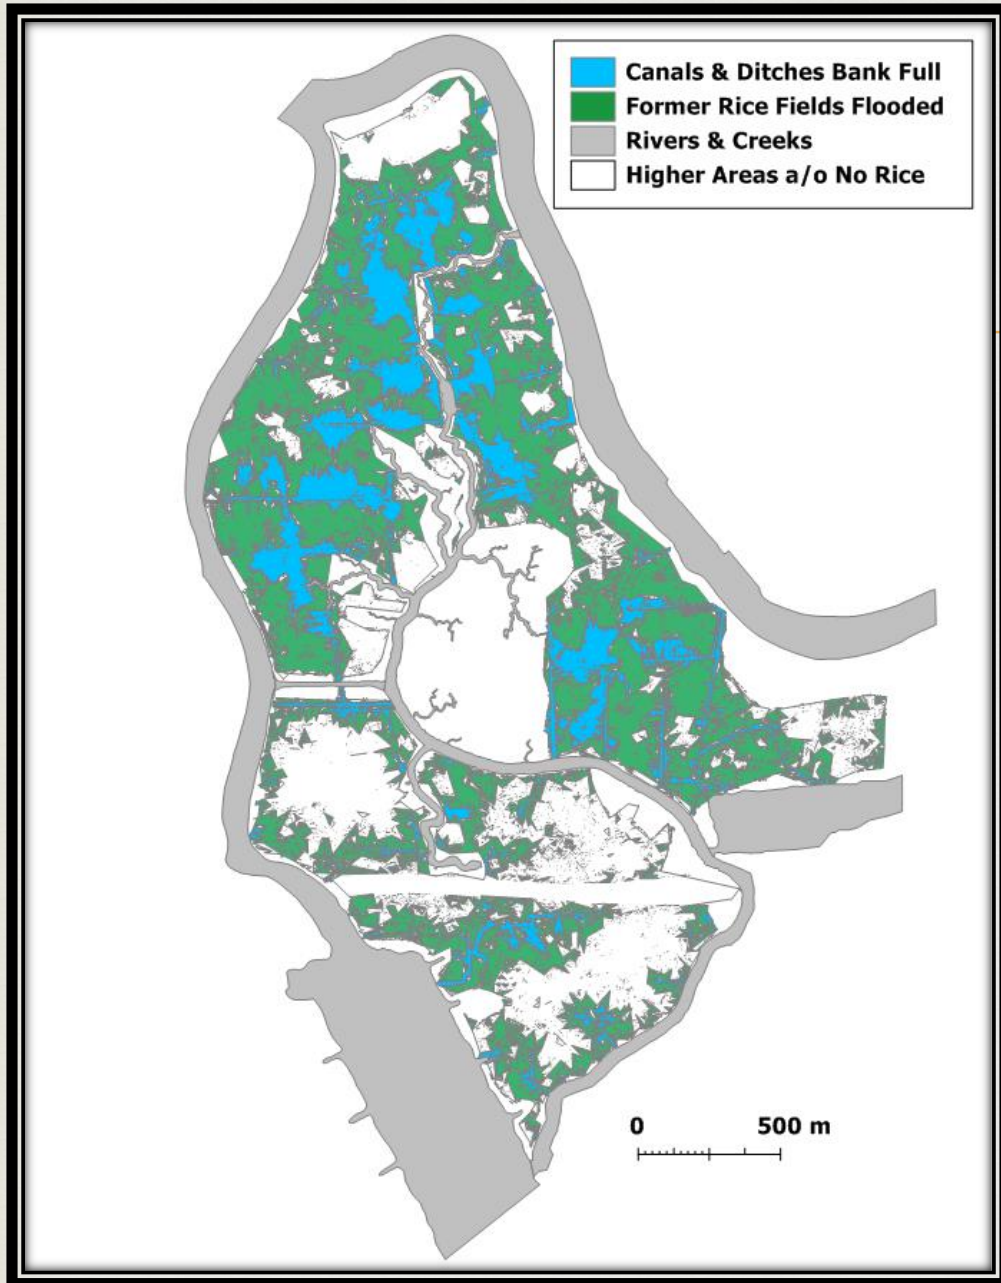 Canals & Ditches Bank Full
Former Rice Fields Flooded
Rivers & Creeks
Higher Areas a/o No Rice
0 500 m